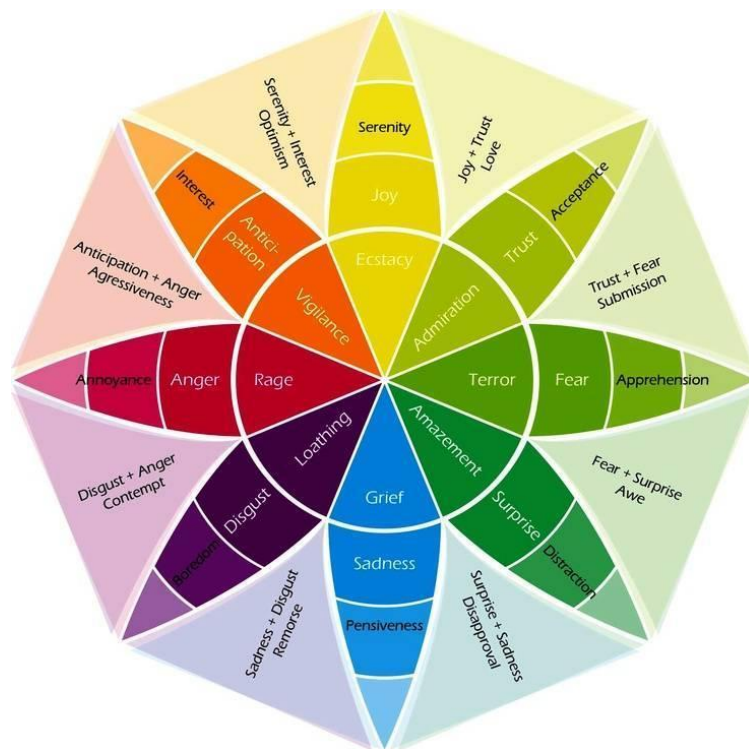 Serenity + Interest
Optimism
Serenity
Joy
Ecstacy
Joy + Trust
Love
Interest
Antici-
pation
Vigilance
Acceptance
Trust
Admiration
Anticipation + Anger
Agressiveness
Trust + Fear
Submission
Annoyance
Anger
Rage
Terror
Fear
Apprehension
Disgust + Anger
Contempt
Loathing
Disgust
Boredom
Amazement
Surprise
Distraction
Fear + Surprise
Awe
Grief
Sadness
Pensiveness
Sadness + Disgust
Remorse
Surprise + Sadness
Disapproval